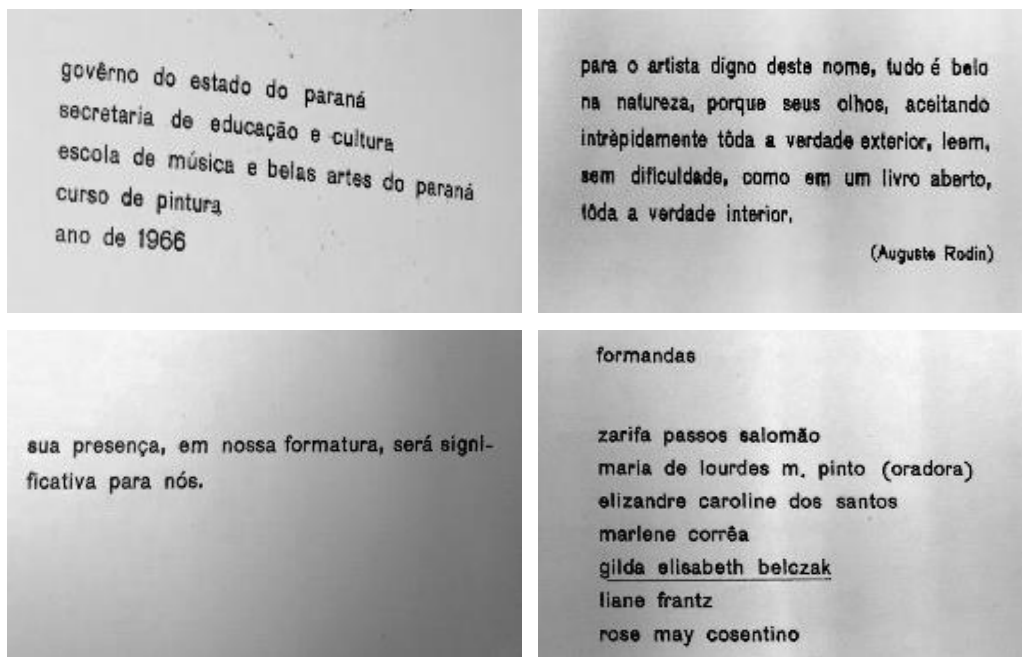 govêrno do estado do paraná
secretaria de educação e cultura
escola de música e belas artes do paraná
curso de pintura
ano de 1966
para o artista digno deste nome, tudo é belo
na natureza, porque seus olhos, aceitando
intrèpidamente tôda a verdade exterior, leem,
sem dificuldade, como em um livro aberto,
tôda a verdade interior.
(Auguste Rodin)
sua presença, em nossa formatura, será signi-
ficativa para nós.
formandas
zarifa passos salomão
maria de lourdes m. pinto (oradora)
elizandre caroline dos santos
marlene corrêa
gilda elisabeth belczak
liane frantz
rose may cosentino